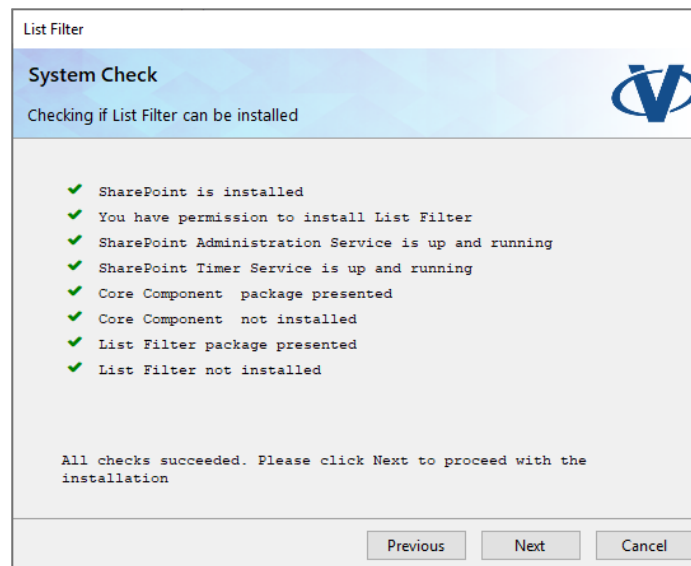 List Filter
System Check
Checking if List Filter can be installed
SharePoint is installed
You have permission to install List Filter
SharePoint Administration Service is up and running
SharePoint Timer Service is up and running
Core Component  package presented
Core Component  not installed
List Filter package presented
List Filter not installed
All checks succeeded. Please click Next to proceed with the
installation
Previous Next Cancel